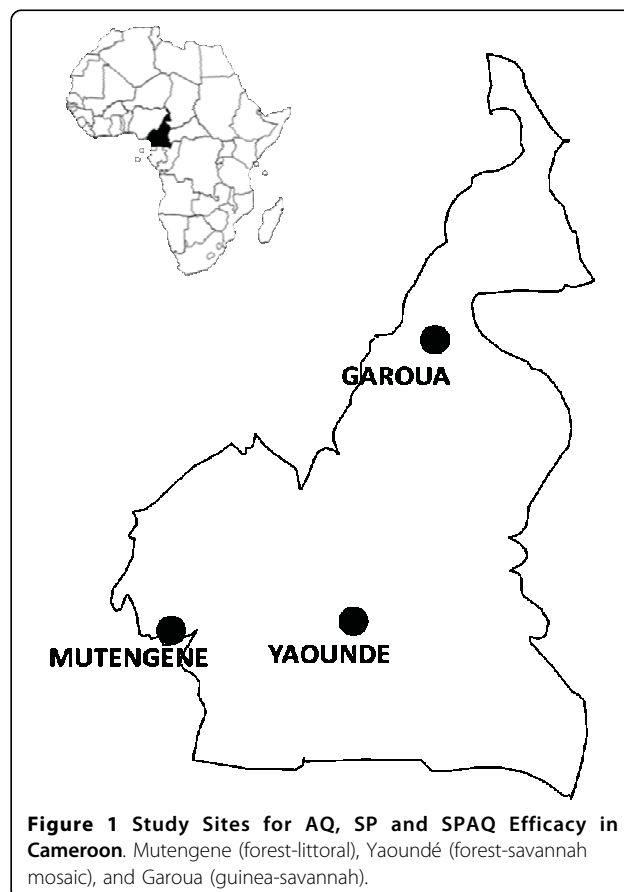 GAROUA
MUTENGENE
YAOUNDE
Figure 1 Study Sites for AQ, SP and SPAQ Efficacy in
Cameroon. Mutengene (forest-littoral), Yaoundé (forest-savannah
mosaic), and Garoua (guinea-savannah).